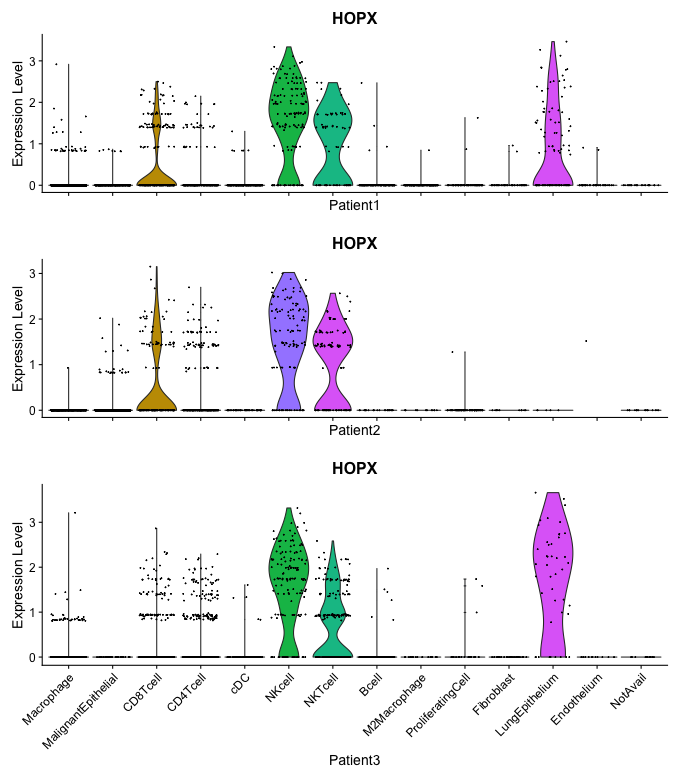 HOPX
Expression Level
3
2
1
0
Patient1
HOPX
Expression Level
3
2
1
0
Patient2
HOPX
Expression Level
3
2
1
0
Macrophage
MalignantEpithelial
CD8Tcell
CD4Tcell
cDC
NKcell
NKTcell
Bcell
M2Macrophage
ProliferatingCell
Fibroblast
LungEpithelium
Endothelium
NotAvail
Patient3